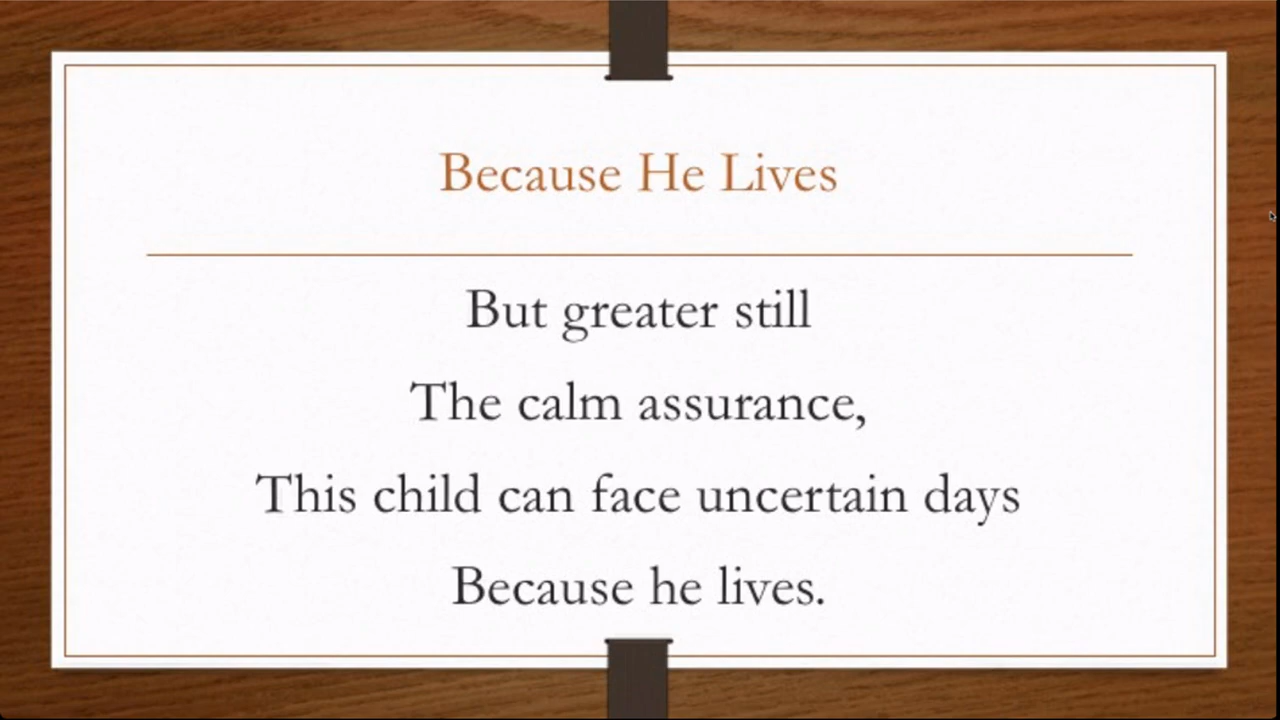 Because He Lives
But greater still
The calm assurance,
This child can face uncertain days
Because he lives.